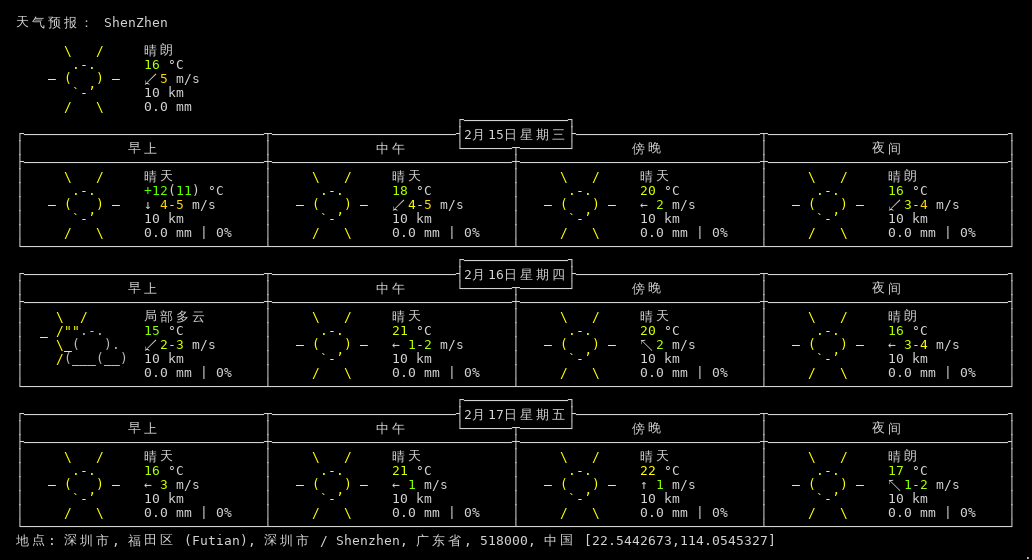 天气预报： ShenZhen
晴朗
16 °C
↙ 5 m/s
10 km
0.0 mm
2月15日星期三
早上 中午 傍晚 夜间
晴天 晴天 晴天 晴朗
+12(11) °C 18 °C 20 °C 16 °C
↓ 4-5 m/s ↙ 4-5 m/s ← 2 m/s ↙ 3-4 m/s
10 km 10 km 10 km 10 km
0.0 mm | 0% 0.0 mm | 0% 0.0 mm | 0% 0.0 mm | 0%
2月16日星期四
早上 中午 傍晚 夜间
局部多云 晴天 晴天 晴朗
15 °C 21 °C 20 °C 16 °C
↙ 2-3 m/s ← 1-2 m/s ↖ 2 m/s ← 3-4 m/s
10 km 10 km 10 km 10 km
0.0 mm | 0% 0.0 mm | 0% 0.0 mm | 0% 0.0 mm | 0%
2月17日星期五
早上 中午 傍晚 夜间
晴天 晴天 晴天 晴朗
16 °C 21 °C 22 °C 17 °C
← 3 m/s ← 1 m/s ↑ 1 m/s ↖ 1-2 m/s
10 km 10 km 10 km 10 km
0.0 mm | 0% 0.0 mm | 0% 0.0 mm | 0% 0.0 mm | 0%
地点: 深圳市, 福田区 (Futian), 深圳市 / Shenzhen, 广东省, 518000, 中国 [22.5442673,114.0545327]